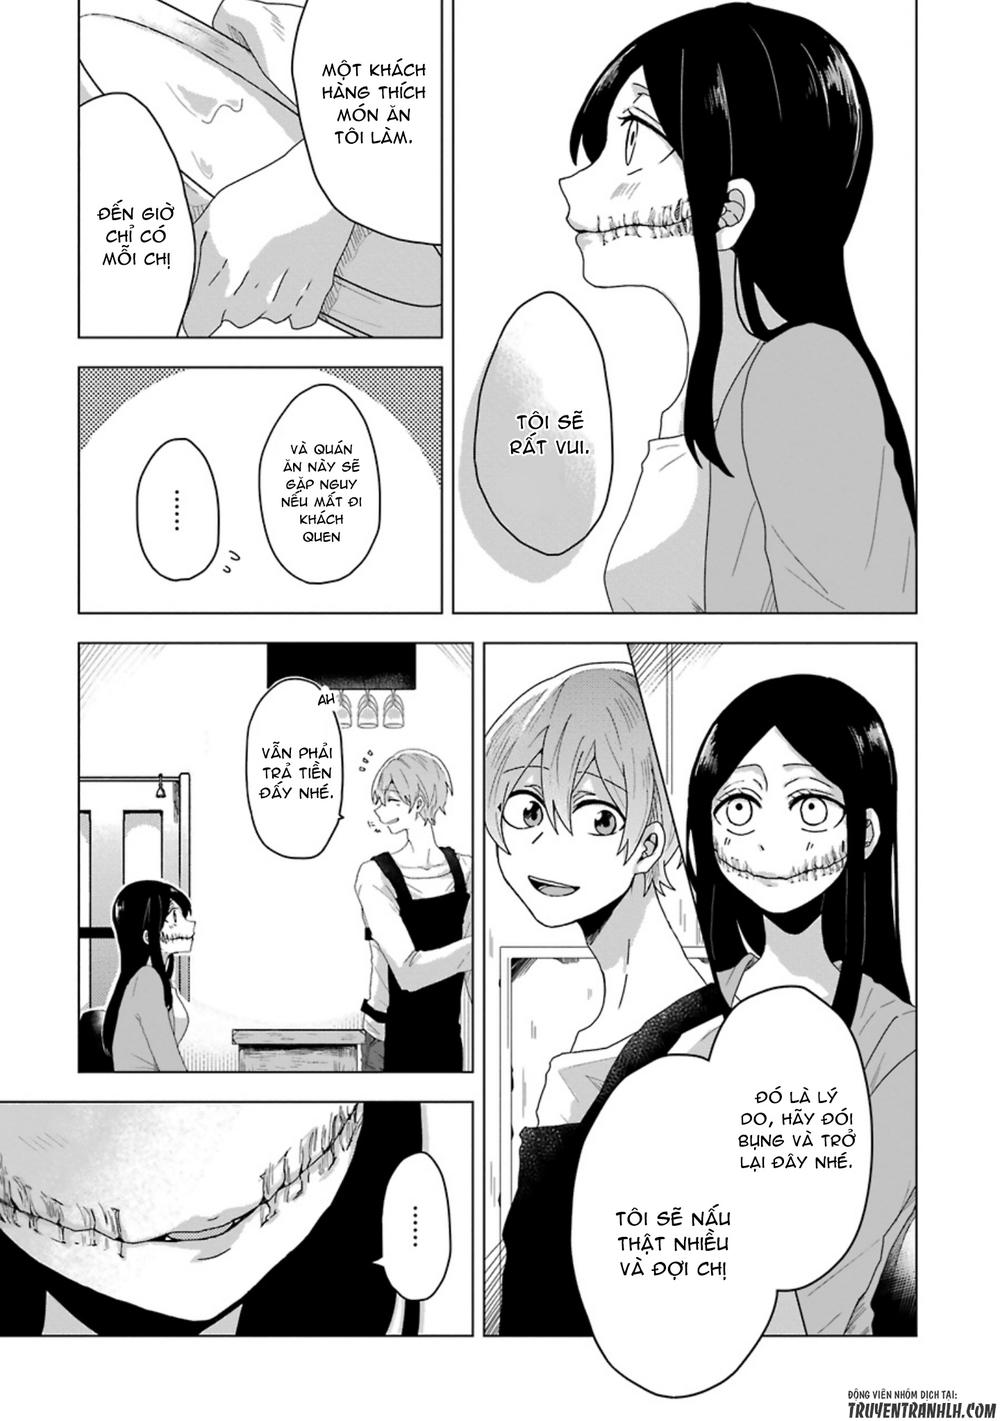 TÔI SẼ
RẤT VUI.
MỘT KHÁCH
HÀNG THÍCH
MÓN ĂN
TÔI LÀM.
ĐẾN GIỜ
CHỈ CÓ
MỖI CHỊ
VÀ QUÁN
ĂN NÀY SẼ
GẶP NGUY
NẾU MẤT ĐI
KHÁCH
QUEN
......
ĐÓ LÀ LÝ
DO, HÃY ĐÓI
BỤNG VÀ TRỞ
LẠI ĐÂY NHÉ.
TÔI SẼ NẤU
THẬT NHIỀU
VÀ ĐỢI CHỊ
AH
VẪN PHẢI
TRẢ TIỀN
ĐẤY NHÉ.
......
ĐỘNG VIÊN NHÓM DỊCH TẠI:
TRUYENTRANHLH.COM